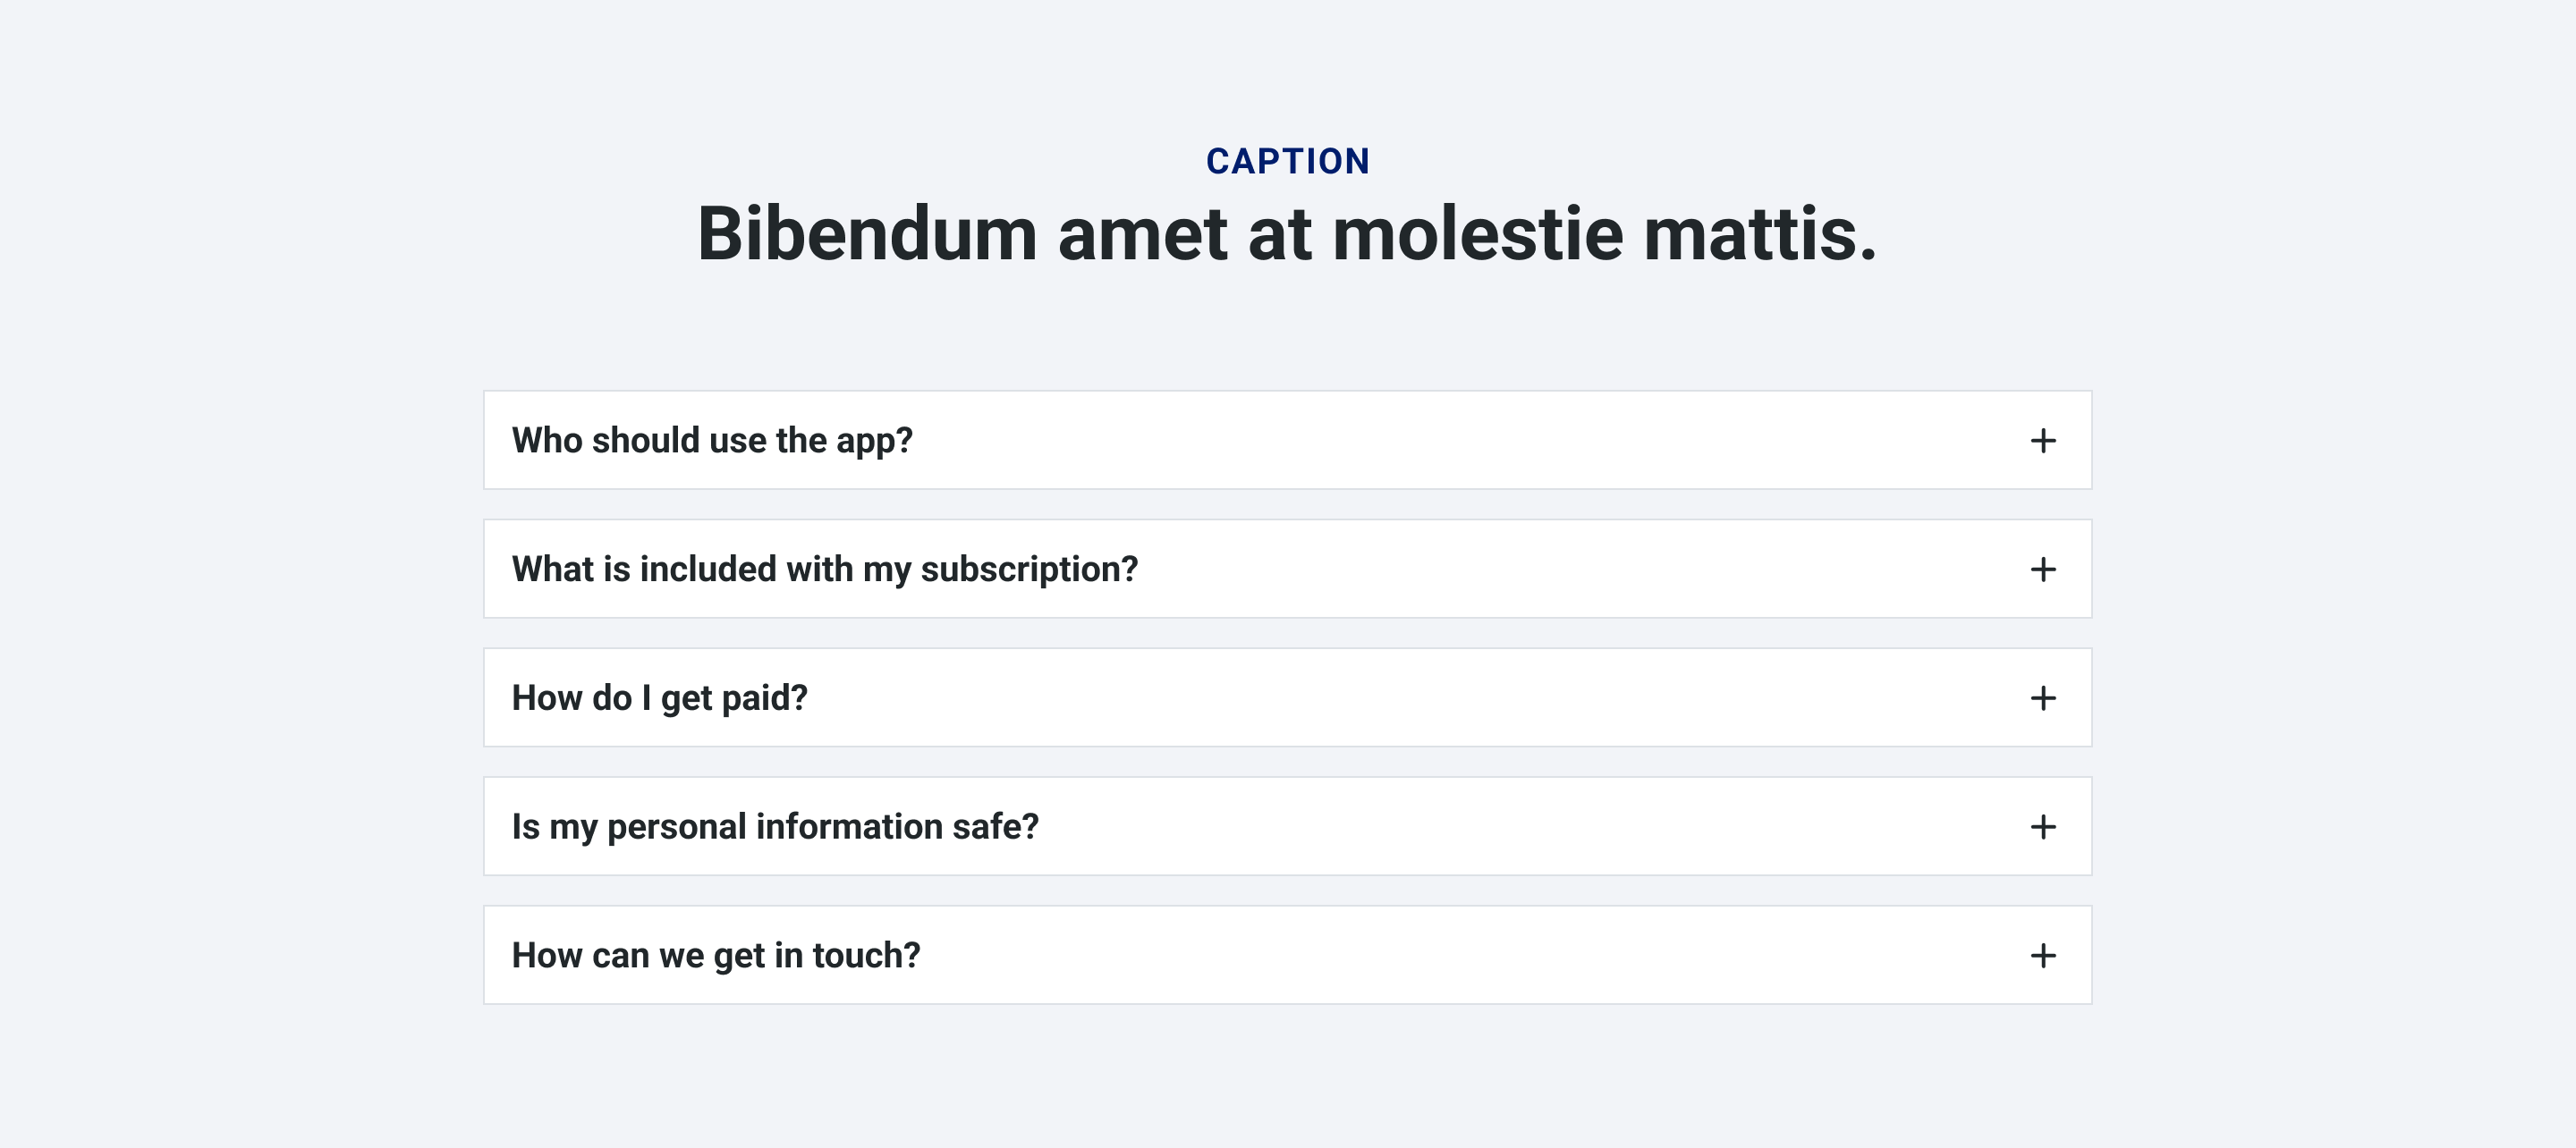 CAPTION
Bibendum amet at molestie mattis.
Who should use the app?
What is included with my subscription?
How do I get paid?
Is my personal information safe?
How can we get in touch?